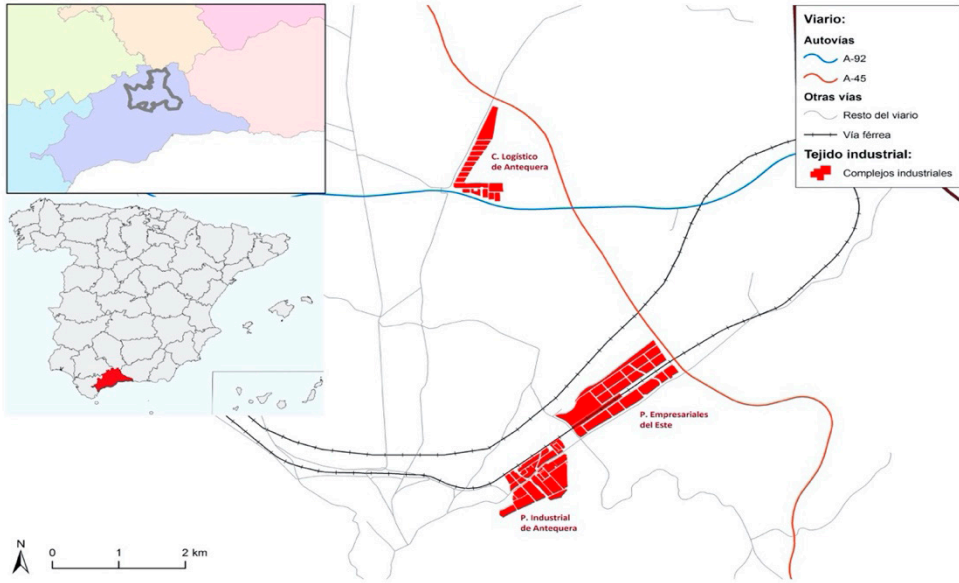 Viario:
Autovías
A-92
A-45
Otras vías
Resto del viario
Vía férrea
Tejido industrial:
Complejos industriales
C. Logístico
de Antequera
P. Empresariales
del Este
P. Industrial
de Antequera
N
0 1 2 km